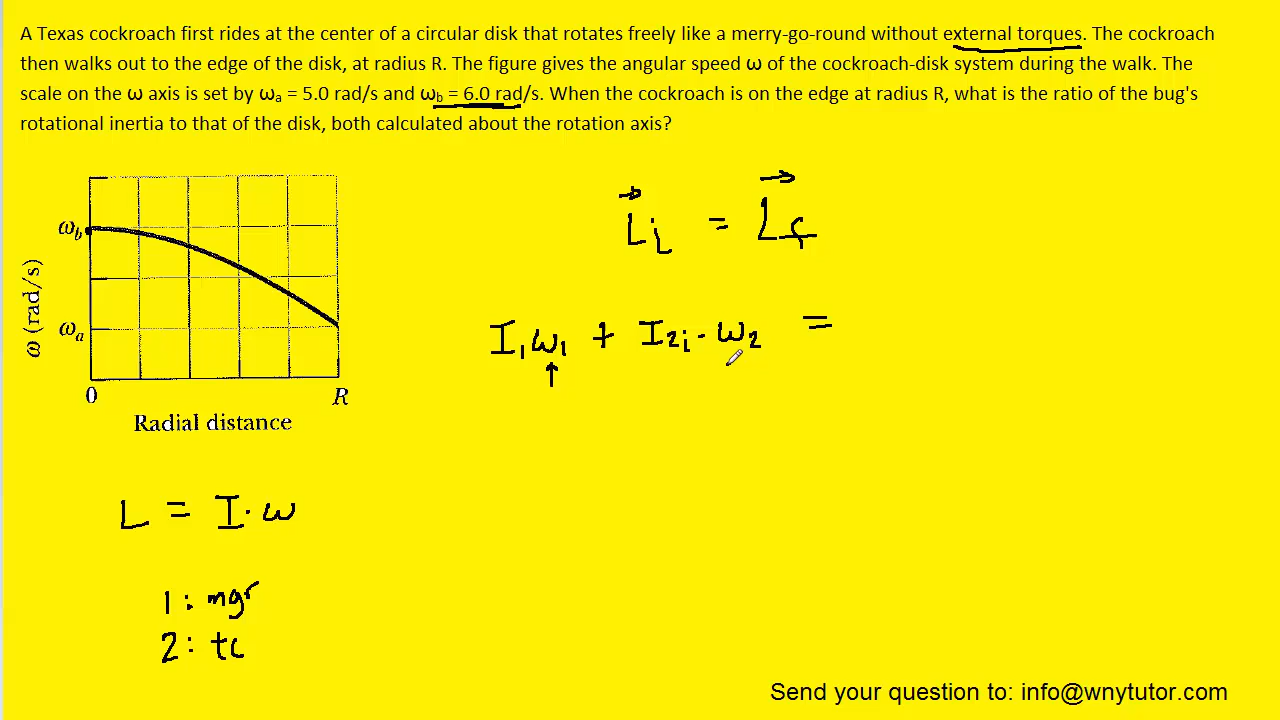 A Texas cockroach first rides at the center of a circular disk that rotates freely like a merry-go-round without external torques. The cockroach
then walks out to the edge of the disk, at radius R. The figure gives the angular speed ω of the cockroach-disk system during the walk. The
scale on the ω axis is set by ωₐ = 5.0 rad/s and ω_b = 6.0 rad/s. When the cockroach is on the edge at radius R, what is the ratio of the bug's
rotational inertia to that of the disk, both calculated about the rotation axis?
L⃗i = L⃗f
ω_b
ω (rad/s)
ωₐ
I₁ω₁ + I₂i · ω₂ =
0
R
Radial distance
L = I · ω
1: mgr
2: tc
Send your question to: info@wnytutor.com